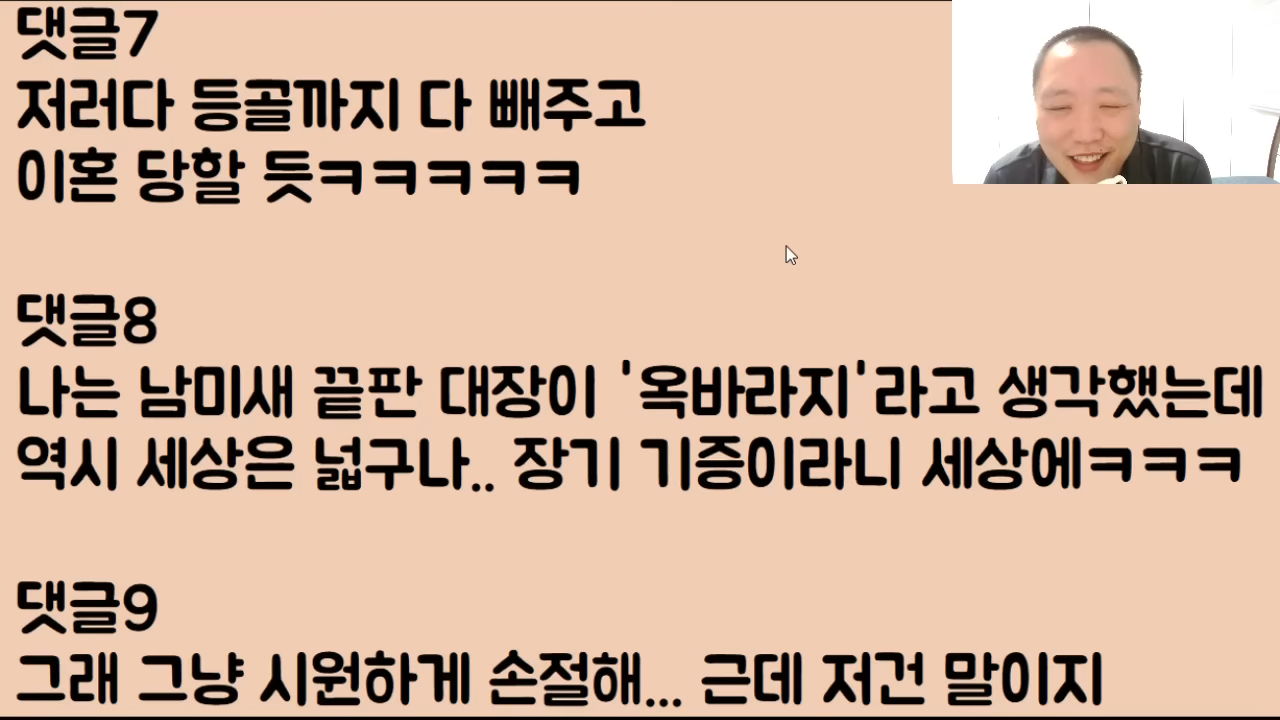 댓글7
저러다 등골까지 다 빼주고
이혼 당할 듯ㅋㅋㅋㅋㅋ
댓글8
나는 남미새 끝판 대장이 '옥바라지'라고 생각했는데
역시 세상은 넓구나.. 장기 기증이라니 세상에ㅋㅋㅋ
댓글9
그래 그냥 시원하게 손절해... 근데 저건 말이지